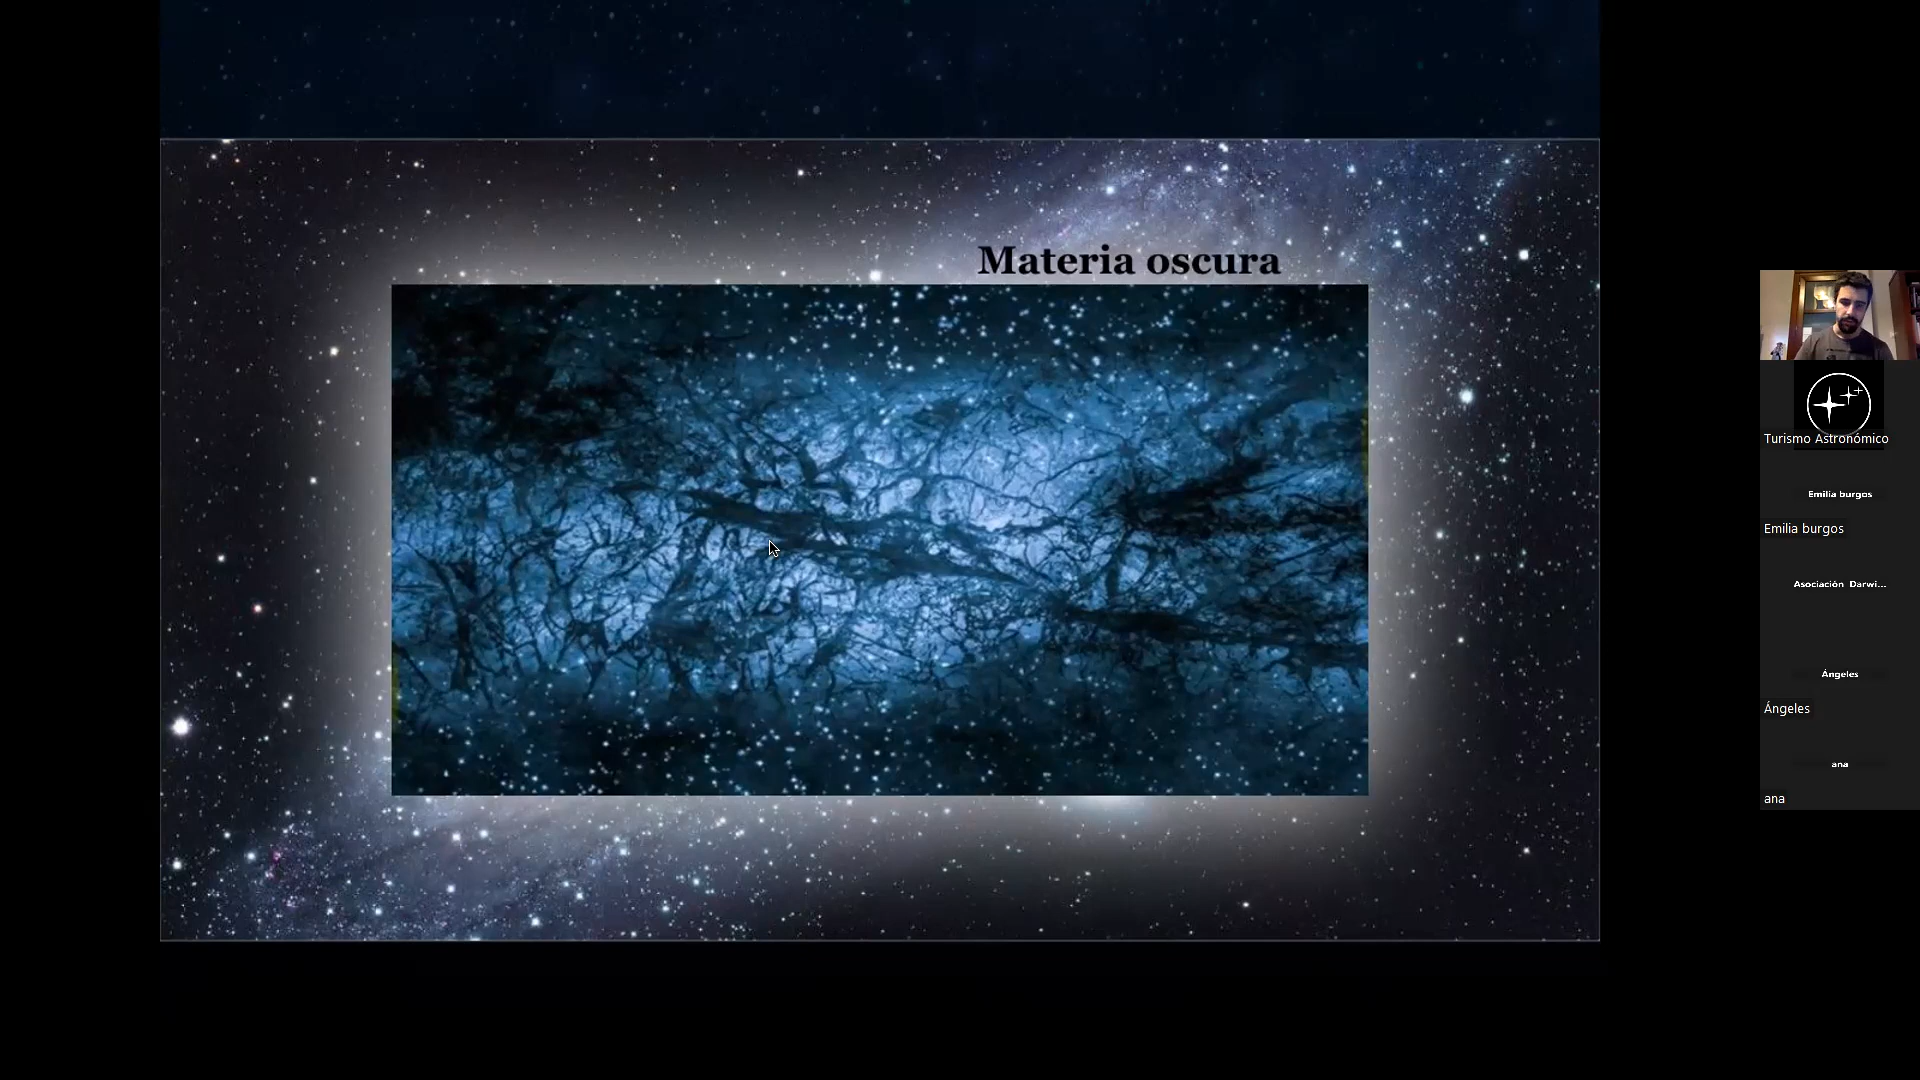 Materia oscura
Turismo Astronómico
Emilia burgos
Emilia burgos
Asociación Darwi...
Ángeles
Ángeles
ana
ana